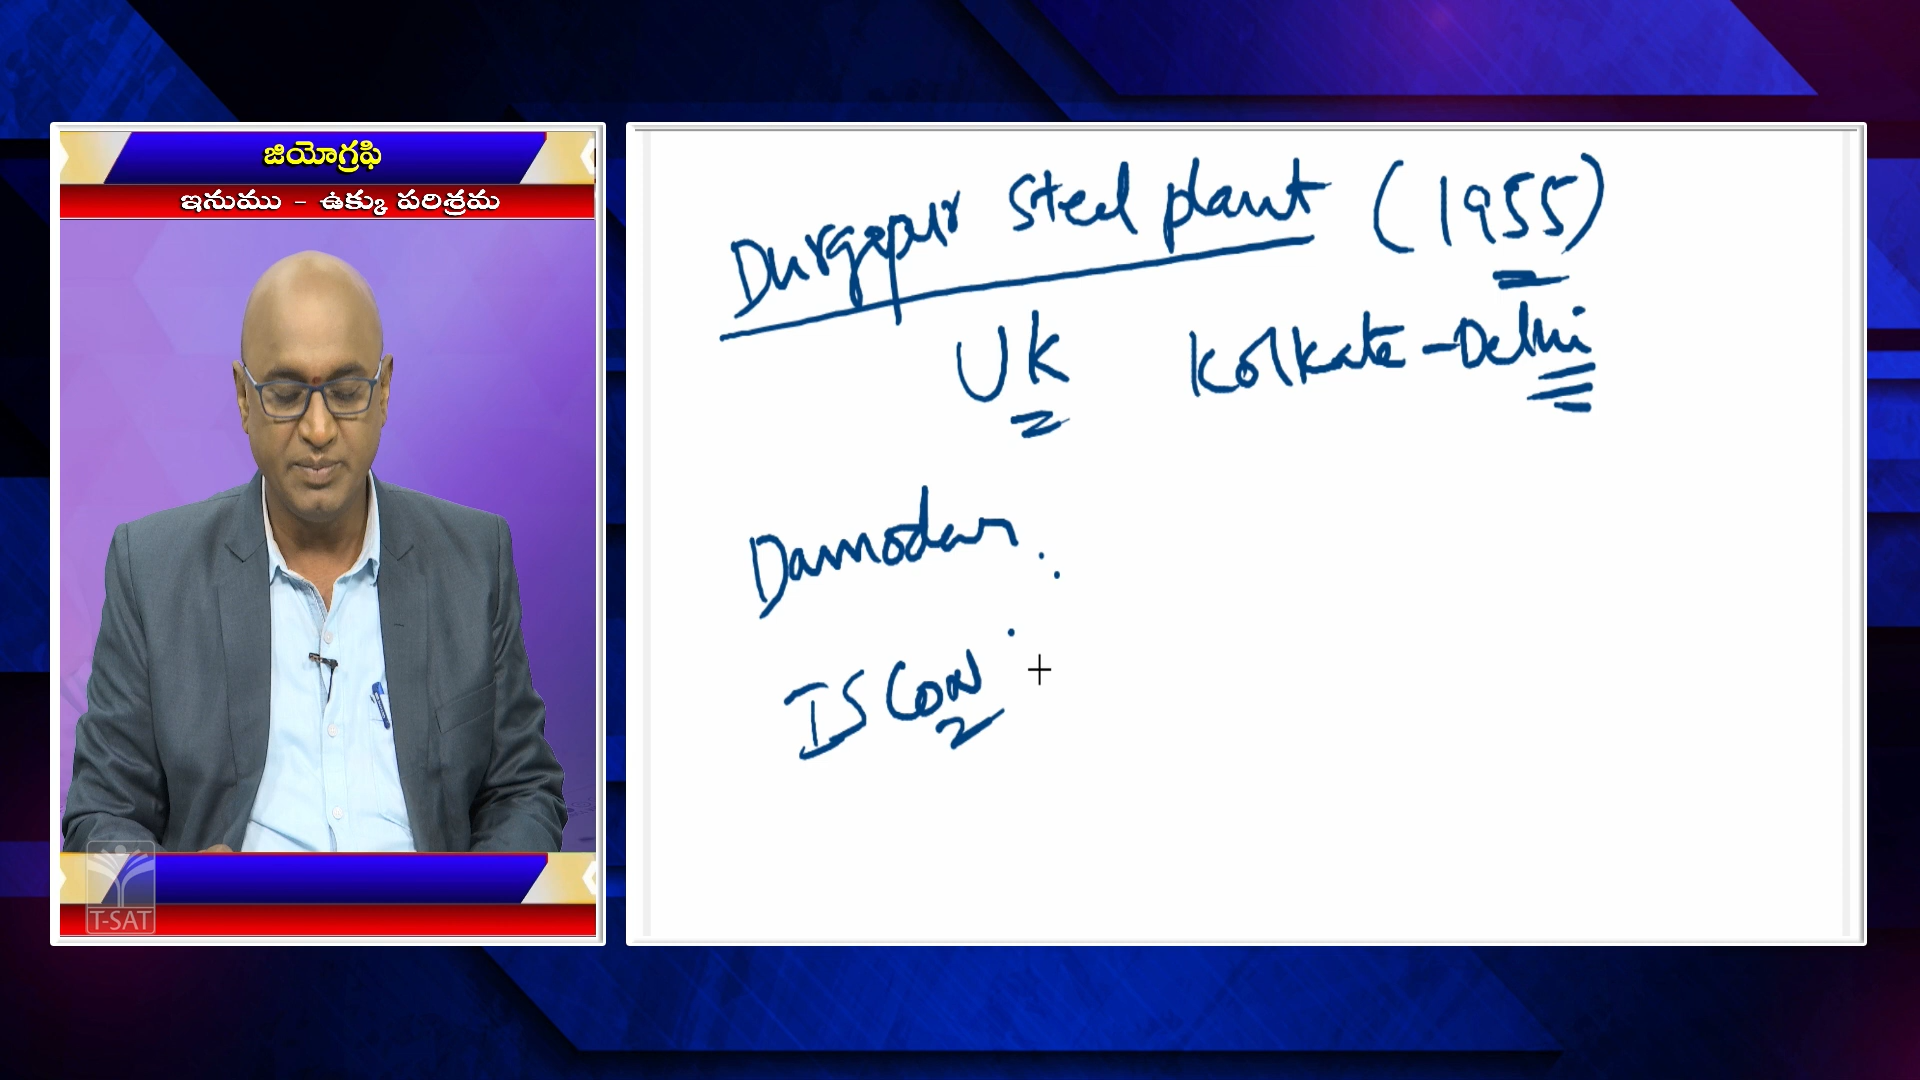 జియోగ్రఫి
ఇనుము - ఉక్కు పరిశ్రమ
T-SAT
Durgapur Steel plant (1955)
UK Kolkata - Delhi
Damodar
ISCON